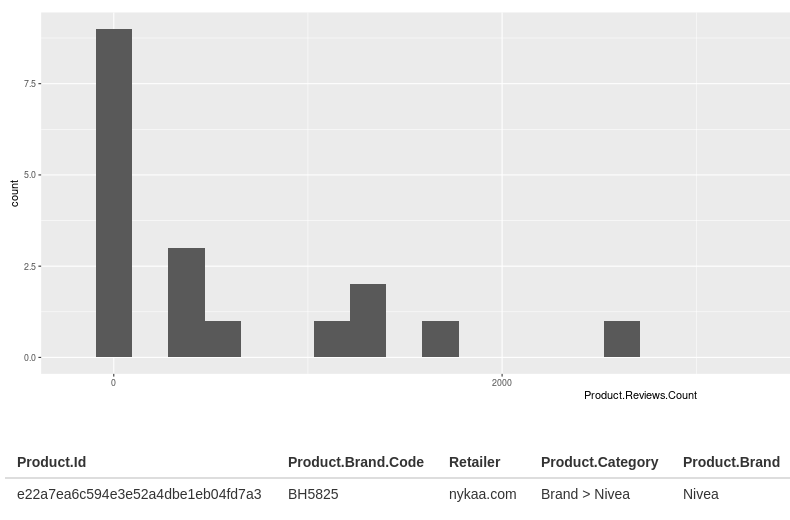 7.5
count
5.0
2.5
0.0
0 2000
Product.Reviews.Count
Product.Id Product.Brand.Code Retailer Product.Category Product.Brand
e22a7ea6c594e3e52a4dbe1eb04fd7a3 BH5825 nykaa.com Brand > Nivea Nivea